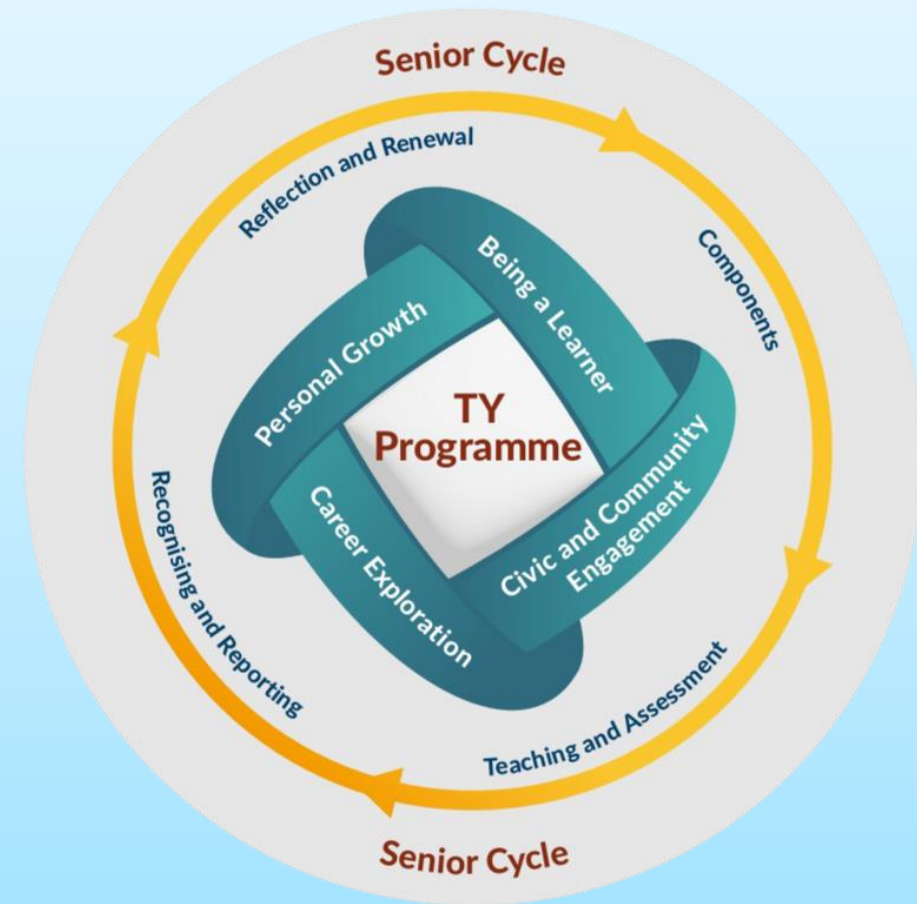 Senior Cycle
Reflection and Renewal
Components
Being a Learner
Personal Growth
TY
Programme
Civic and Community
Engagement
Career Exploration
Recognising and Reporting
Teaching and Assessment
Senior Cycle